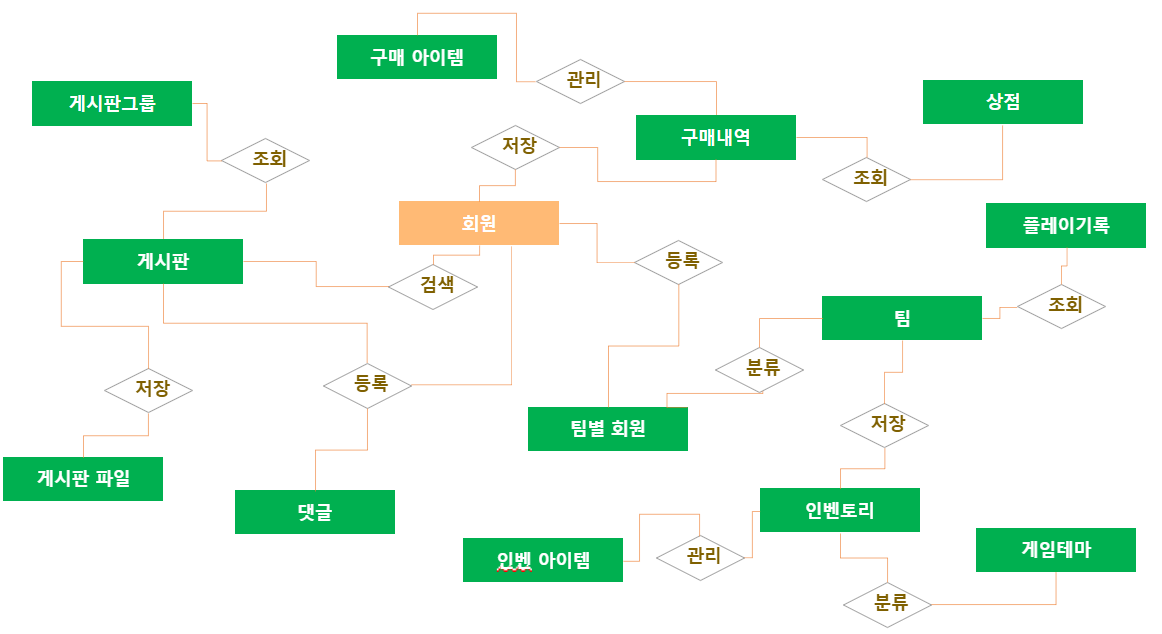 구매 아이템
관리
게시판그룹
상점
구매내역
저장
조회
조회
회원
플레이기록
등록
게시판
검색
조회
팀
분류
등록
저장
저장
팀별 회원
게시판 파일
인벤토리
댓글
게임테마
인벤 아이템
관리
분류